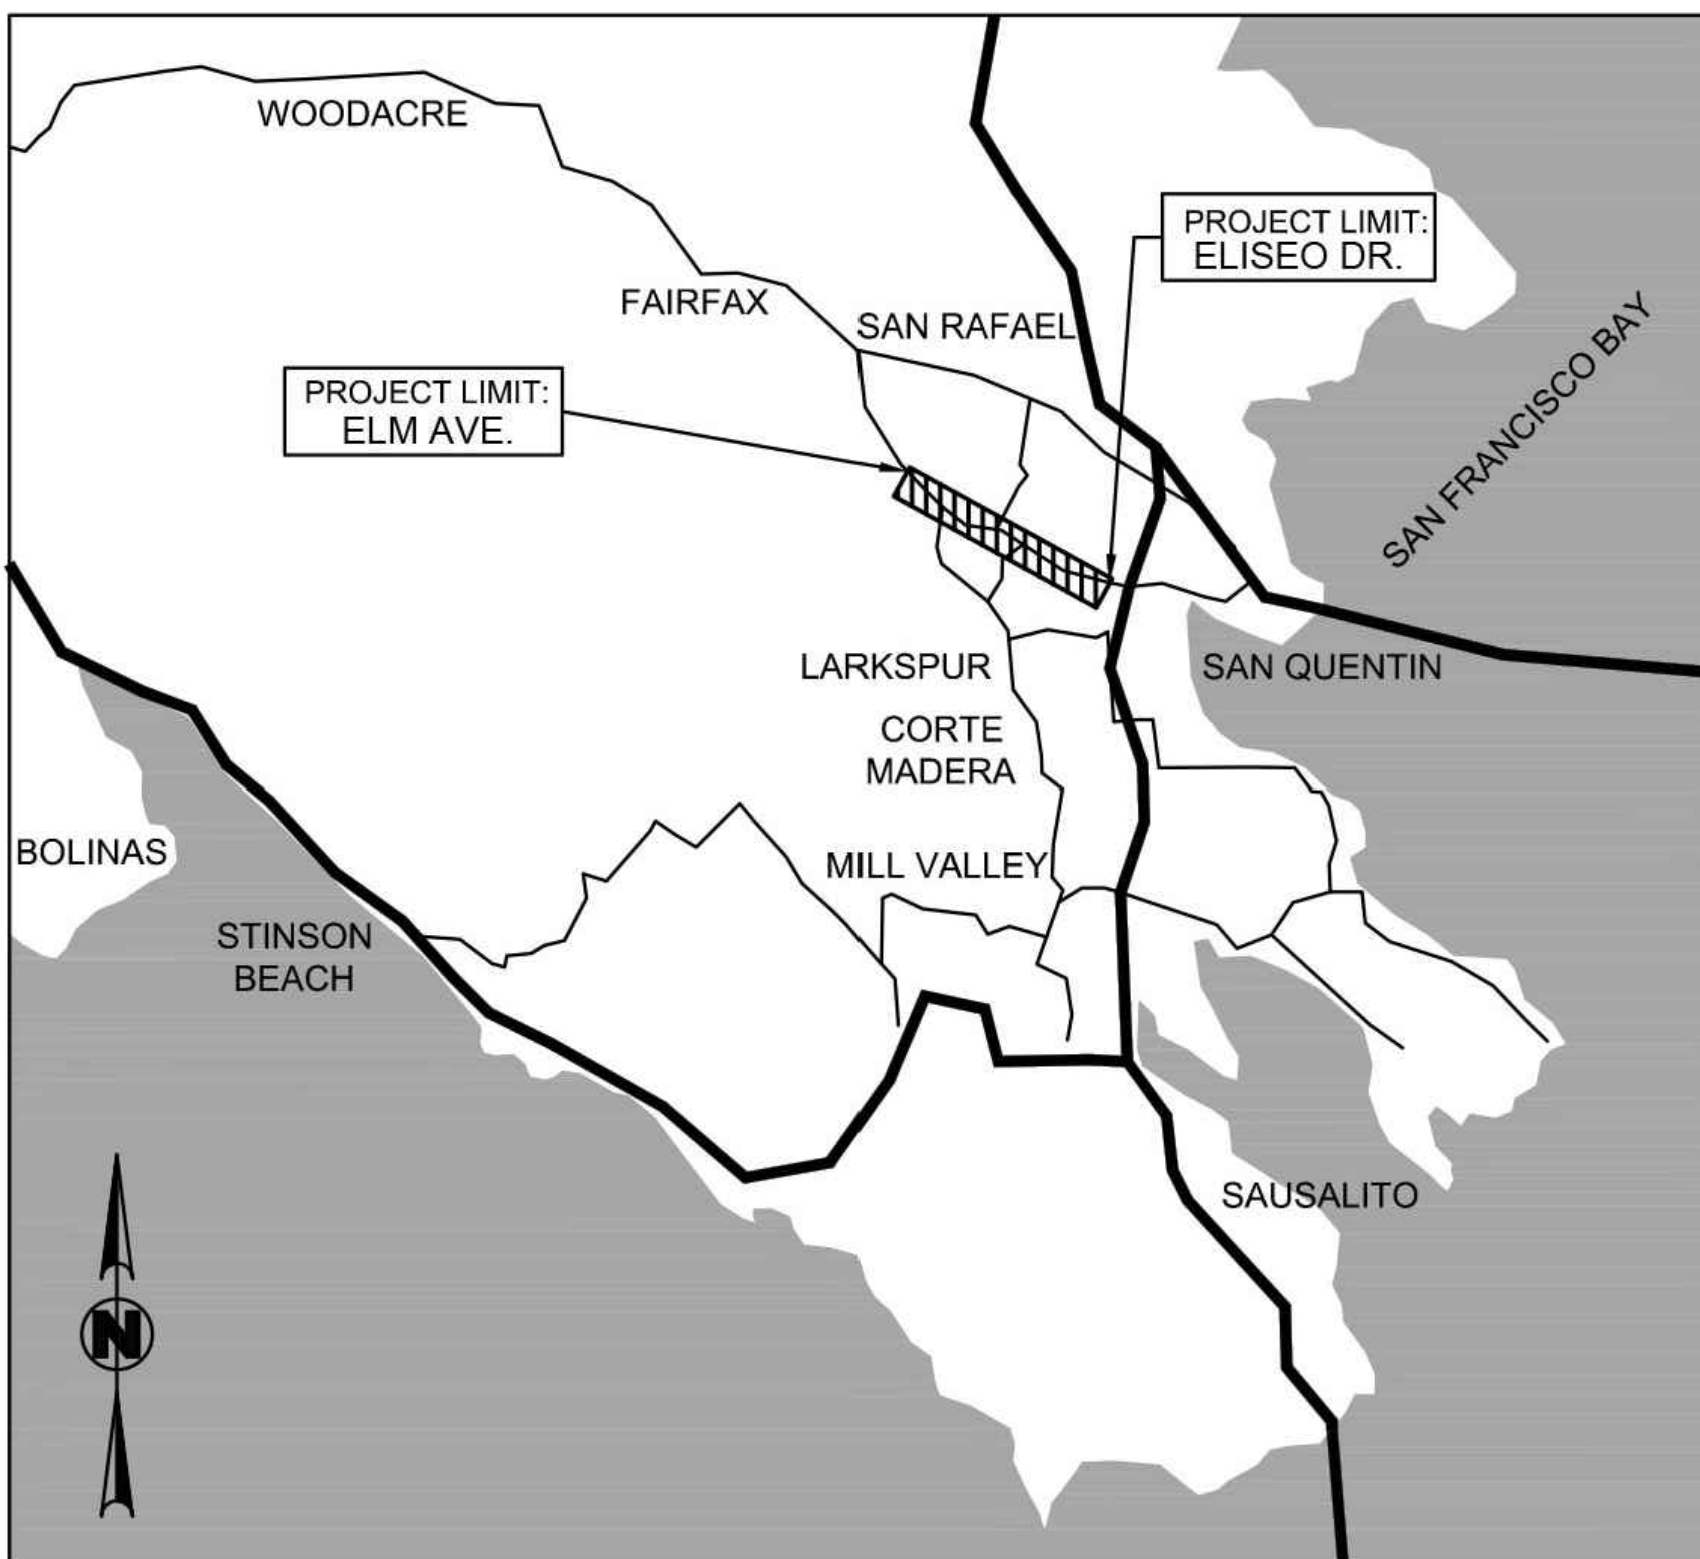 WOODACRE
PROJECT LIMIT:
ELISEO DR.
FAIRFAX
SAN RAFAEL
SAN FRANCISCO BAY
PROJECT LIMIT:
ELM AVE.
LARKSPUR
SAN QUENTIN
CORTE
MADERA
BOLINAS
MILL VALLEY
STINSON
BEACH
SAUSALITO
N